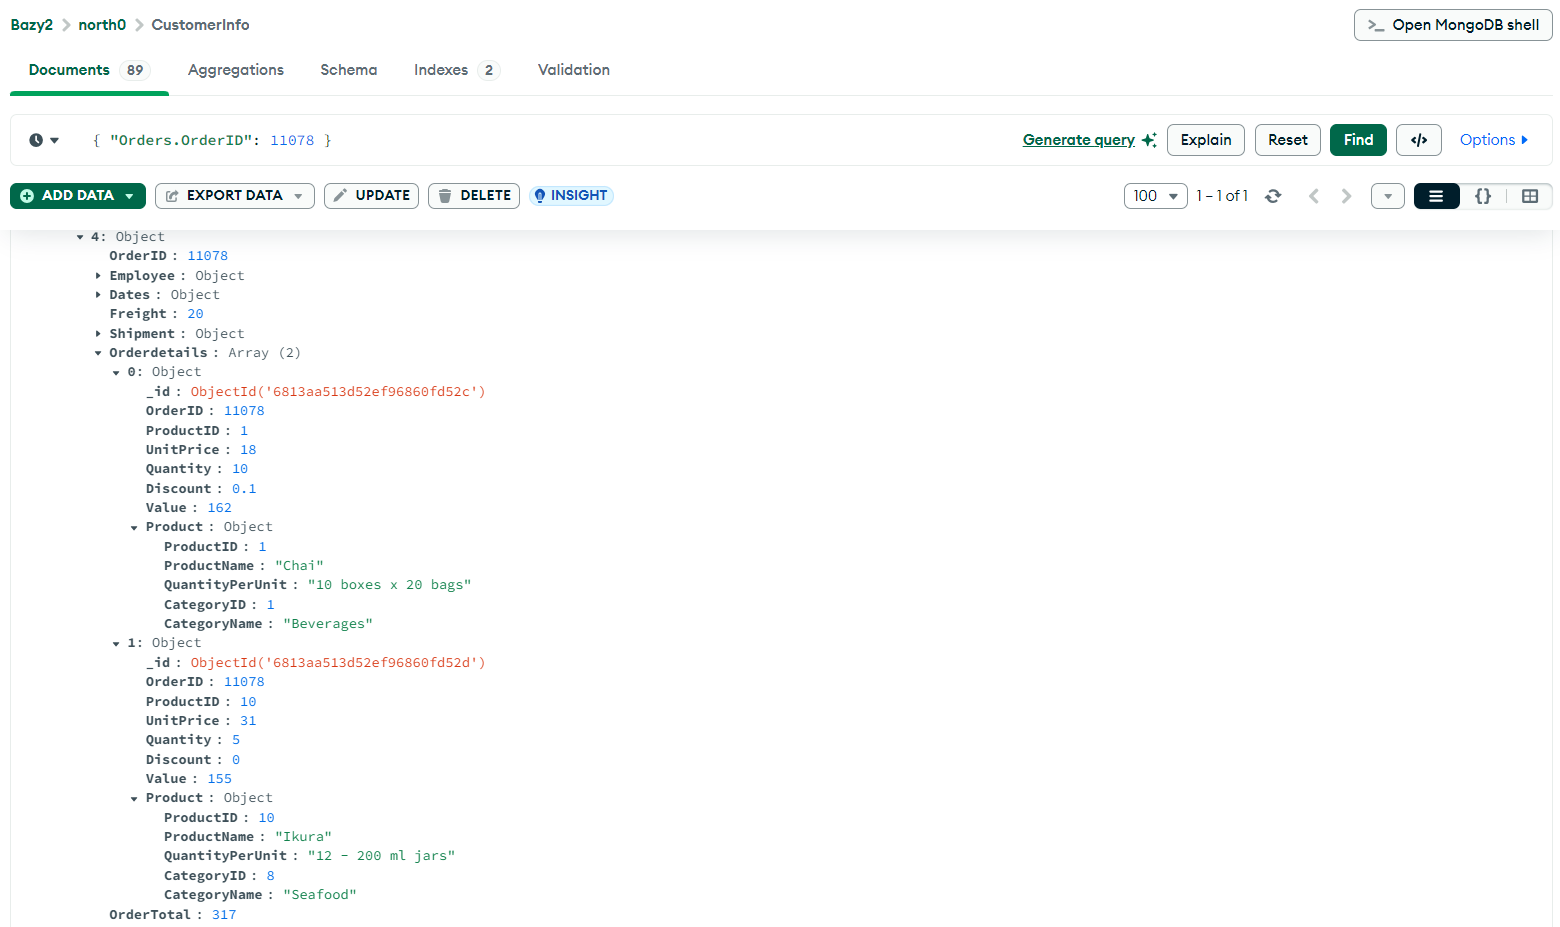 Bazy2 > north0 > CustomerInfo
>_ Open MongoDB shell
Documents 89 Aggregations Schema Indexes 2 Validation
{ "Orders.OrderID": 11078 }
Generate query Explain Reset Find </> Options
ADD DATA EXPORT DATA UPDATE DELETE INSIGHT
100 1 – 1 of 1 {}
4: Object
OrderID : 11078
Employee : Object
Dates : Object
Freight : 20
Shipment : Object
Orderdetails : Array (2)
0: Object
_id : ObjectId('6813aa513d52ef96860fd52c')
OrderID : 11078
ProductID : 1
UnitPrice : 18
Quantity : 10
Discount : 0.1
Value : 162
Product : Object
ProductID : 1
ProductName : "Chai"
QuantityPerUnit : "10 boxes x 20 bags"
CategoryID : 1
CategoryName : "Beverages"
1: Object
_id : ObjectId('6813aa513d52ef96860fd52d')
OrderID : 11078
ProductID : 10
UnitPrice : 31
Quantity : 5
Discount : 0
Value : 155
Product : Object
ProductID : 10
ProductName : "Ikura"
QuantityPerUnit : "12 - 200 ml jars"
CategoryID : 8
CategoryName : "Seafood"
OrderTotal : 317